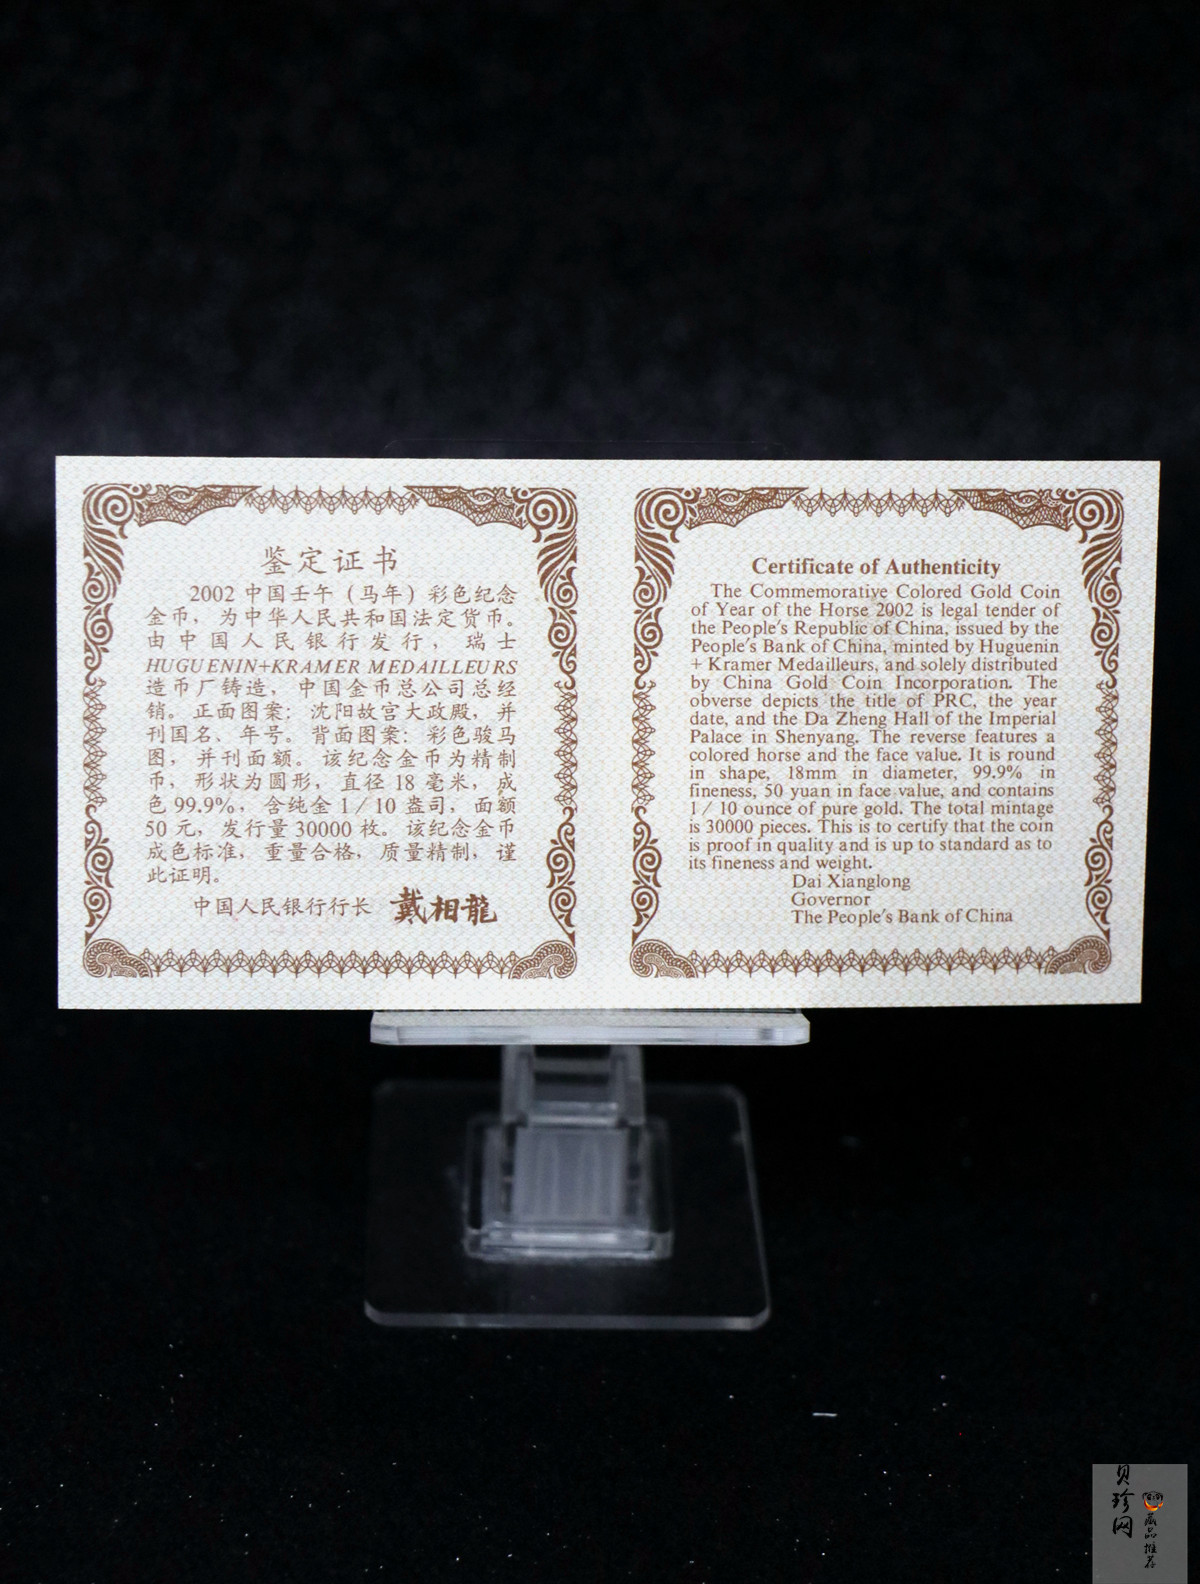 鉴定证书
2002 中国壬午（马年）彩色纪念
金币，为中华人民共和国法定货币。
由中国人民银行发行，瑞士
HUGUENIN+KRAMER MEDAILLEURS
造币厂铸造，中国金币总公司总经
销。正面图案：沈阳故宫大政殿，并
刊国名、年号。背面图案：彩色骏马
图，并刊面额。该纪念金币为精制
币，形状为圆形，直径 18 毫米，成
色 99.9%，含纯金 1／10 盎司，面额
50 元，发行量 30000 枚。该纪念金币
成色标准，重量合格，质量精制，谨
此证明。
中国人民银行行长 戴相龍
Certificate of Authenticity
The Commemorative Colored Gold Coin
of Year of the Horse 2002 is legal tender of
the People's Republic of China, issued by the
People's Bank of China, minted by Huguenin
+ Kramer Medailleurs, and solely distributed
by China Gold Coin Incorporation. The
obverse depicts the title of PRC, the year
date, and the Da Zheng Hall of the Imperial
Palace in Shenyang. The reverse features a
colored horse and the face value. It is round
in shape, 18mm in diameter, 99.9% in
fineness, 50 yuan in face value, and contains
1／10 ounce of pure gold. The total mintage
is 30000 pieces. This is to certify that the coin
is proof in quality and is up to standard as to
its fineness and weight.
Dai Xianglong
Governor
The People's Bank of China
贝珍网
藏品推荐